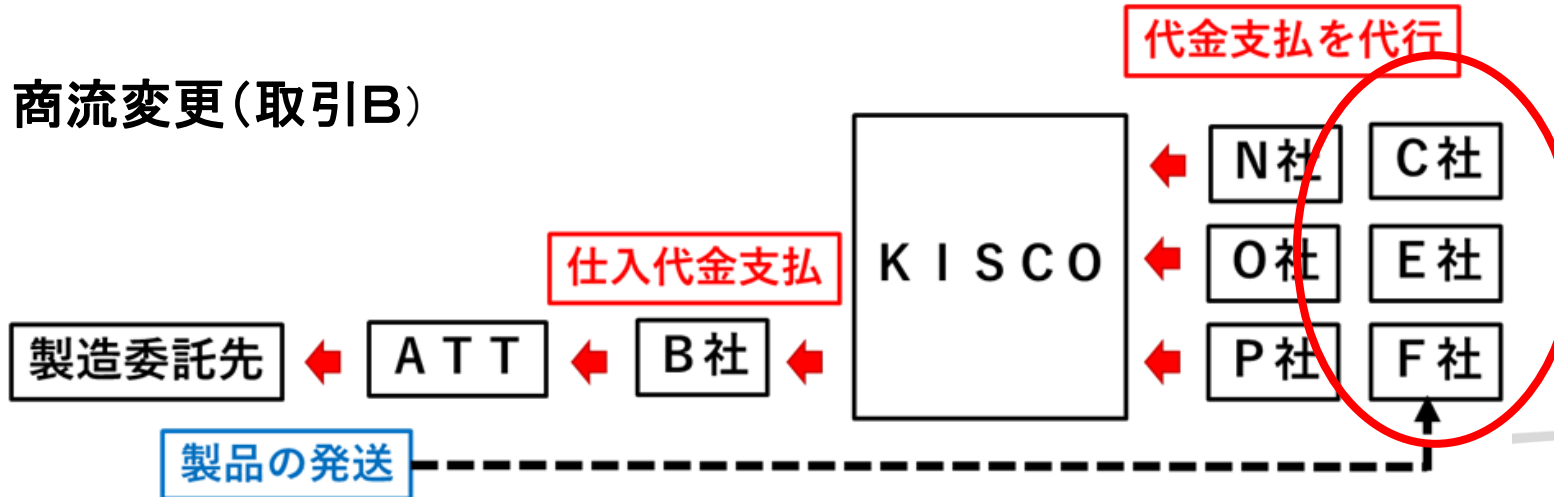 代金支払を代行
商流変更(取引B)
N社
C社
仕入代金支払
KISCO
O社
E社
製造委託先
ATT
B社
P社
F社
製品の発送